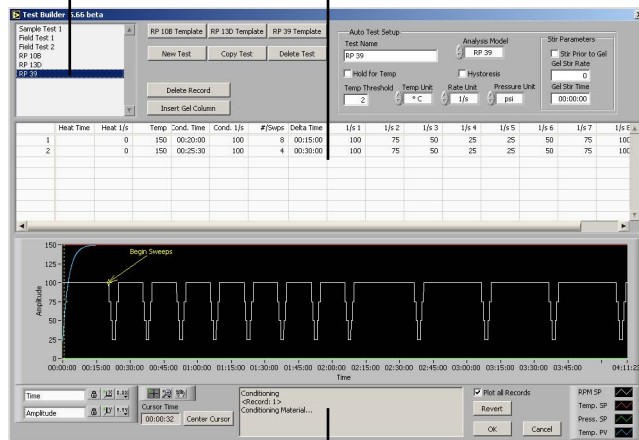 Test Builder 5.66 beta
Sample Test 1
Field Test 1
Field Test 2
RP 10B
RP 13D
RP 39
RP 10B Template
RP 13D Template
RP 39 Template
New Test
Copy Test
Delete Test
Delete Record
Insert Gel Column
Auto Test Setup
Test Name
RP 39
Analysis Model
RP 39
Hold for Temp
Hysteresis
Temp Threshold
Temp Unit
Rate Unit
Pressure Unit
2
° C
1/s
psi
Stir Parameters
Stir Prior to Gel
Gel Stir Rate
0
Gel Stir Time
00:00:00
Heat Time Heat 1/s Temp Cond. Time Cond. 1/s #/Swps Delta Time 1/s 1 1/s 2 1/s 3 1/s 4 1/s 5 1/s 6 1/s 7 1/s 8
1 0 150 00:20:00 100 8 00:15:00 100 75 50 25 25 50 75 100
2 0 150 00:25:30 100 4 00:30:00 100 75 50 25 25 50 75 100
150
125
100
75
50
25
0
Amplitude
Begin Sweeps
00:00:00 00:15:00 00:30:00 00:45:00 01:00:00 01:15:00 01:30:00 01:45:00 02:00:00 02:15:00 02:30:00 02:45:00 03:00:00 03:15:00 03:30:00 03:45:00 04:11:23
Time
Time
Amplitude
Cursor Time
00:00:32
Center Cursor
Conditioning
<Record: 1>
Conditioning Material...
Plot all Records
Revert
OK
Cancel
RPM SP
Temp. SP
Press. SP
Temp. PV